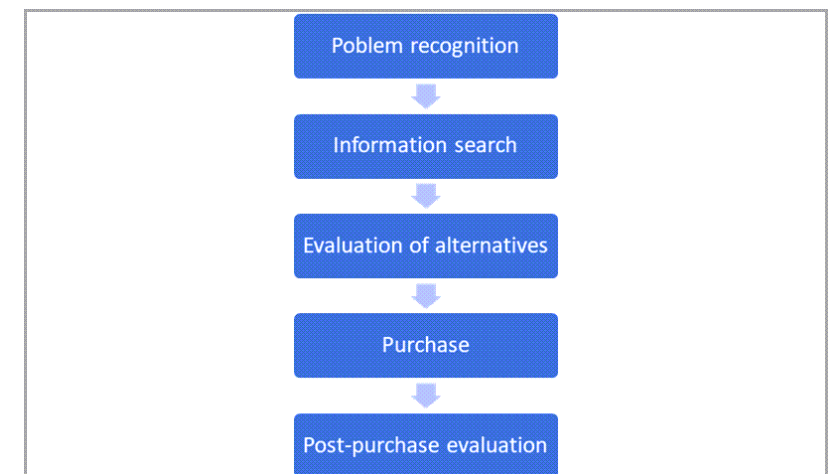 Poblem recognition
Information search
Evaluation of alternatives
Purchase
Post-purchase evaluation